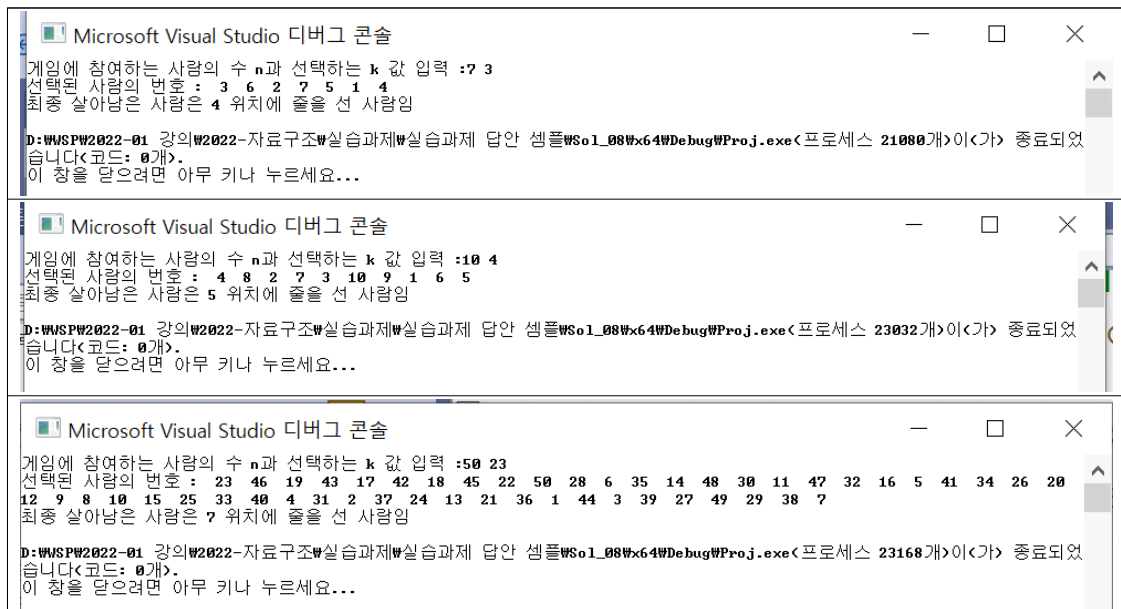 Microsoft Visual Studio 디버그 콘솔
게임에 참여하는 사람의 수 n과 선택하는 k 값 입력 :7 3
선택된 사람의 번호 :  3  6  2  7  5  1  4
최종 살아남은 사람은 4 위치에 줄을 선 사람임
D:₩WSP₩2022-01 강의₩2022-자료구조₩실습과제₩실습과제 답안 셈플₩Sol_08₩x64₩Debug₩Proj.exe(프로세스 21080개)이(가) 종료되었
습니다(코드: 0개).
이 창을 닫으려면 아무 키나 누르세요...
Microsoft Visual Studio 디버그 콘솔
게임에 참여하는 사람의 수 n과 선택하는 k 값 입력 :10 4
선택된 사람의 번호 :  4  8  2  7  3  10  9  1  6  5
최종 살아남은 사람은 5 위치에 줄을 선 사람임
D:₩WSP₩2022-01 강의₩2022-자료구조₩실습과제₩실습과제 답안 셈플₩Sol_08₩x64₩Debug₩Proj.exe(프로세스 23032개)이(가) 종료되었
습니다(코드: 0개).
이 창을 닫으려면 아무 키나 누르세요...
Microsoft Visual Studio 디버그 콘솔
게임에 참여하는 사람의 수 n과 선택하는 k 값 입력 :50 23
선택된 사람의 번호 :  23  46  19  43  17  42  18  45  22  50  28  6  35  14  48  30  11  47  32  16  5  41  34  26  20
12  9  8  10  15  25  33  40  4  31  2  37  24  13  21  36  1  44  3  39  27  49  29  38  7
최종 살아남은 사람은 7 위치에 줄을 선 사람임
D:₩WSP₩2022-01 강의₩2022-자료구조₩실습과제₩실습과제 답안 셈플₩Sol_08₩x64₩Debug₩Proj.exe(프로세스 23168개)이(가) 종료되었
습니다(코드: 0개).
이 창을 닫으려면 아무 키나 누르세요...